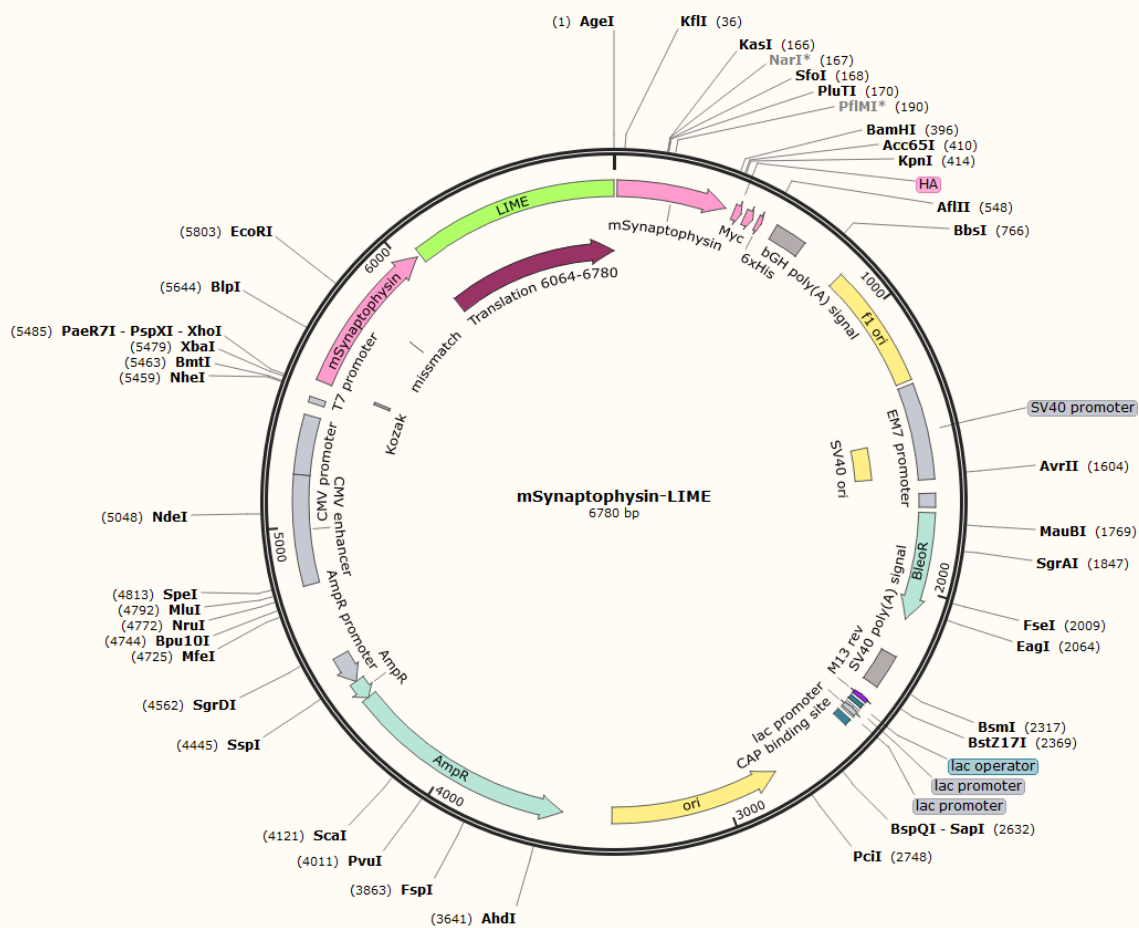 (1) AgeI
KflI (36)
KasI (166)
NarI* (167)
SfoI (168)
PluTI (170)
PflMI* (190)
BamHI (396)
Acc65I (410)
KpnI (414)
HA
AflII (548)
BbsI (766)
1000
LIME
mSynaptophysin
Myc
6xHis
bGH poly(A) signal
f1 ori
(5803) EcoRI
6000
(5644) BlpI
mSynaptophysin
Translation 6064-6780
missmatch
(5485) PaeR7I - PspXI - XhoI
(5479) XbaI
(5463) BmtI
(5459) NheI
T7 promoter
Kozak
SV40 promoter
EM7 promoter
SV40 ori
AvrII (1604)
CMV promoter
CMV enhancer
mSynaptophysin-LIME
6780 bp
(5048) NdeI
5000
MauBI (1769)
BleoR
SgrAI (1847)
2000
(4813) SpeI
(4792) MluI
(4772) NruI
(4744) Bpu10I
(4725) MfeI
AmpR promoter
AmpR
FseI (2009)
EagI (2064)
SV40 poly(A) signal
M13 rev
lac promoter
CAP binding site
(4562) SgrDI
(4445) SspI
BsmI (2317)
BstZ17I (2369)
lac operator
lac promoter
lac promoter
AmpR
4000
ori
3000
BspQI - SapI (2632)
PciI (2748)
(4121) ScaI
(4011) PvuI
(3863) FspI
(3641) AhdI